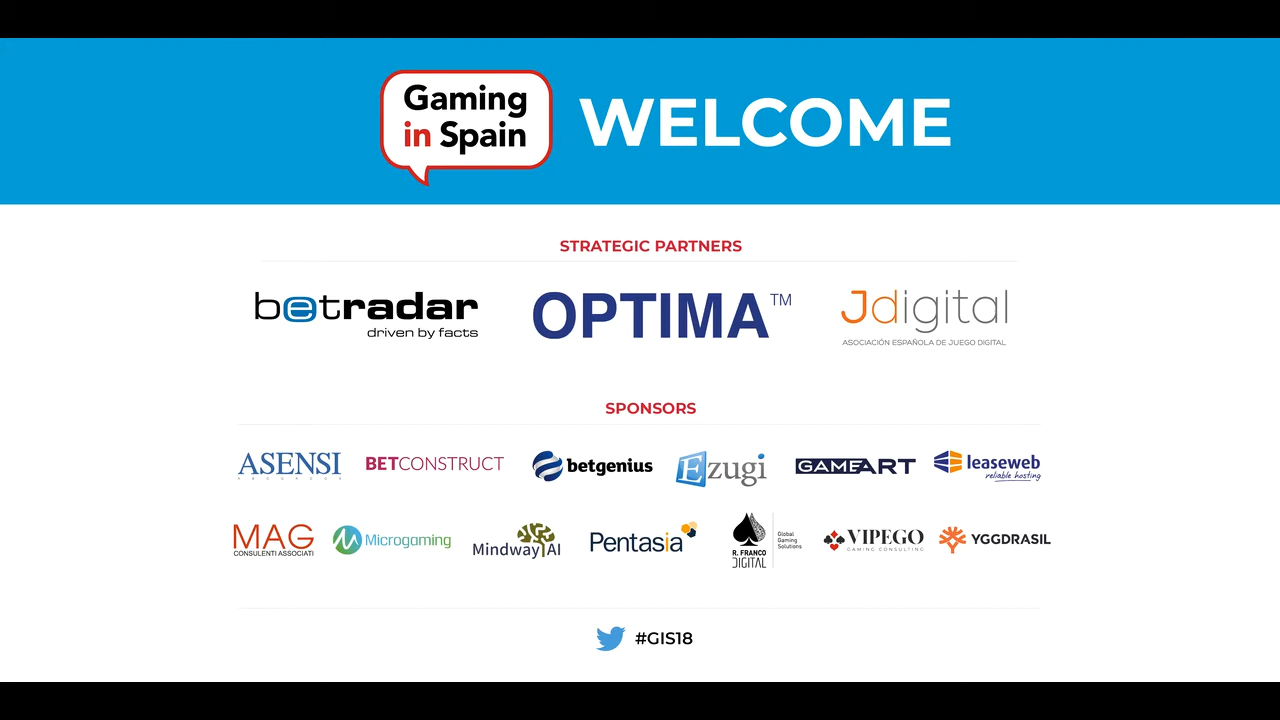 Gaming
in Spain
WELCOME
STRATEGIC PARTNERS
betradar
driven by facts
OPTIMA™
Jdigital
ASOCIACIÓN ESPAÑOLA DE JUEGO DIGITAL
SPONSORS
ASENSI
ABOGADOS
BETCONSTRUCT
betgenius
Ezugi
GAMEART
leaseweb
reliable hosting
MAG
CONSULENTI ASSOCIATI
Microgaming
MindwayAI
Pentasia
R. FRANCO
DIGITAL
Global
Gaming
Solutions
VIPEGO
GAMING CONSULTING
YGGDRASIL
#GIS18